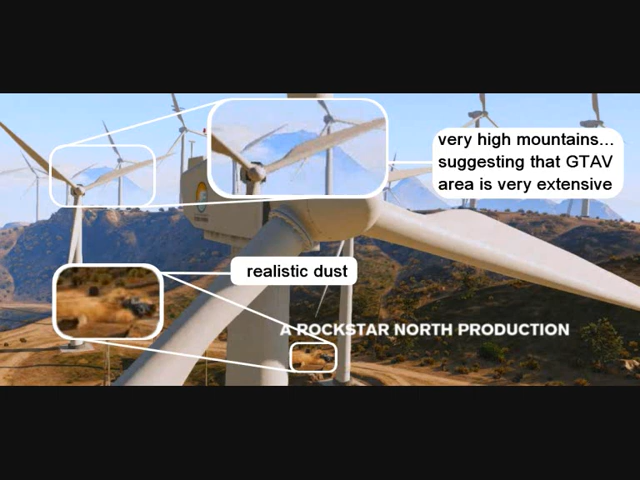 very high mountains...
suggesting that GTAV
area is very extensive
realistic dust
A ROCKSTAR NORTH PRODUCTION